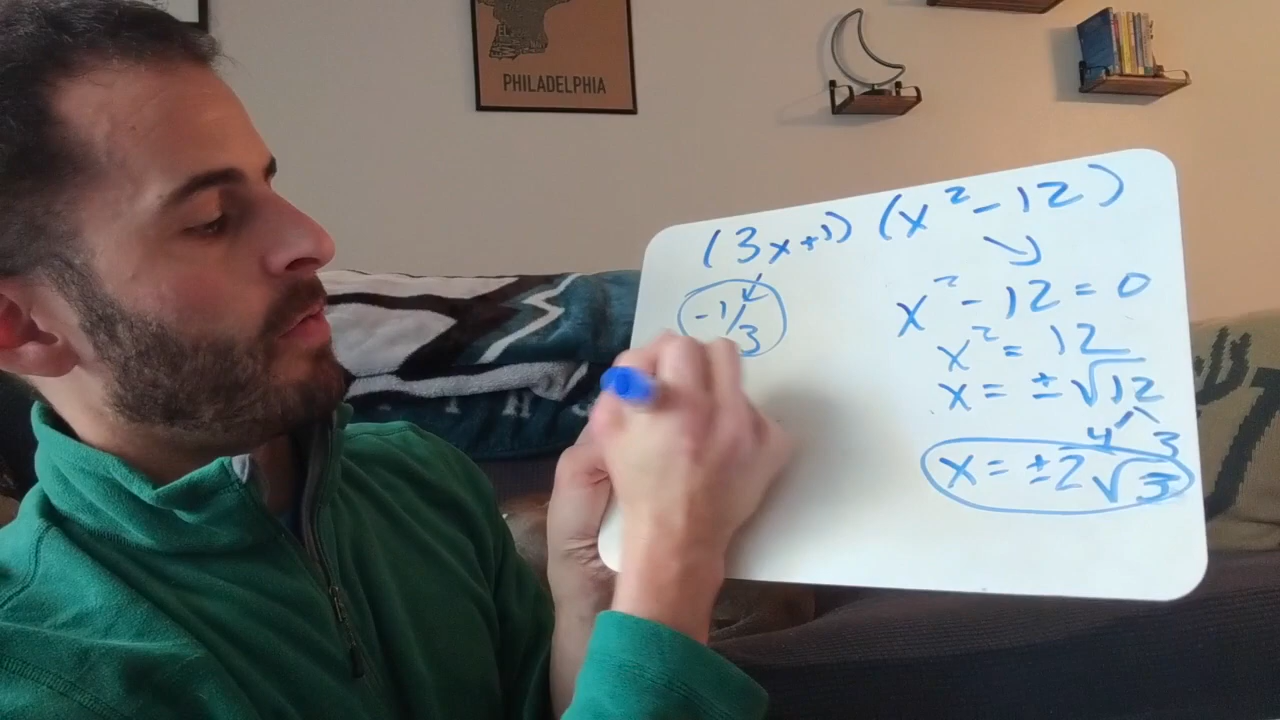 PHILADELPHIA
(3x+1) (x²-12)
-1/3
x²-12=0
x²=12
x=±√12
4 3
x=±2√3